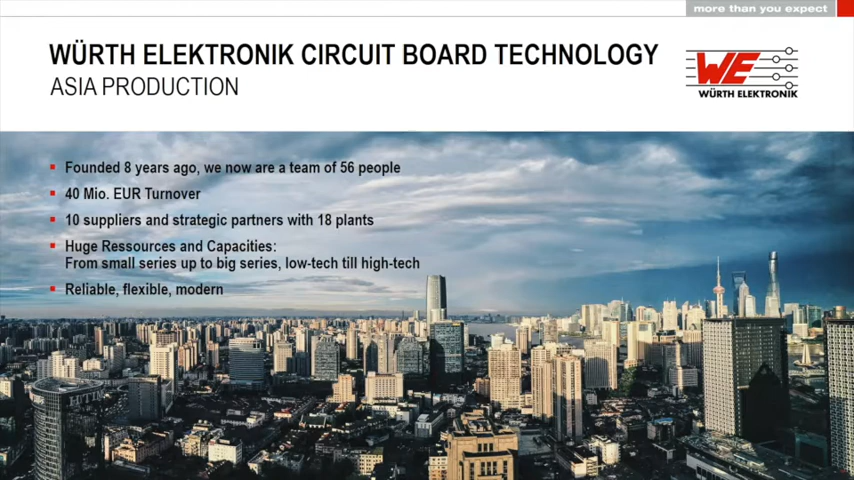 more than you expect
WÜRTH ELEKTRONIK CIRCUIT BOARD TECHNOLOGY
ASIA PRODUCTION
WE
WÜRTH ELEKTRONIK
Founded 8 years ago, we now are a team of 56 people
40 Mio. EUR Turnover
10 suppliers and strategic partners with 18 plants
Huge Ressources and Capacities:
From small series up to big series, low-tech till high-tech
Reliable, flexible, modern